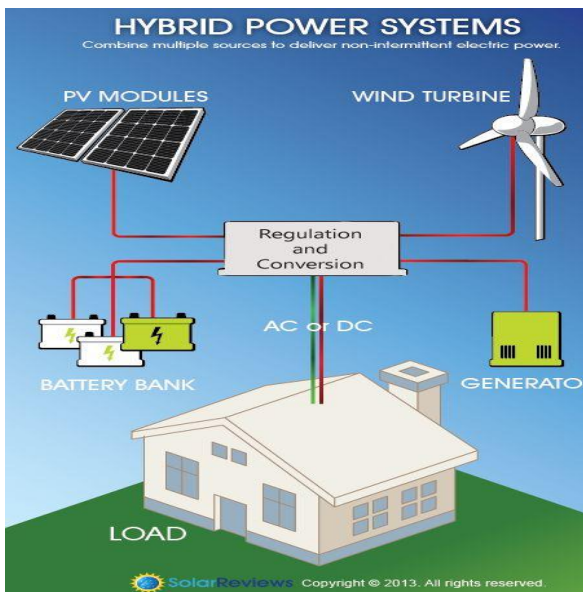 HYBRID POWER SYSTEMS
Combine multiple sources to deliver non-intermittent electric power.
PV MODULES
WIND TURBINE
Regulation
and
Conversion
AC or DC
BATTERY BANK
GENERATO
LOAD
SolarReviews Copyright © 2013. All rights reserved.